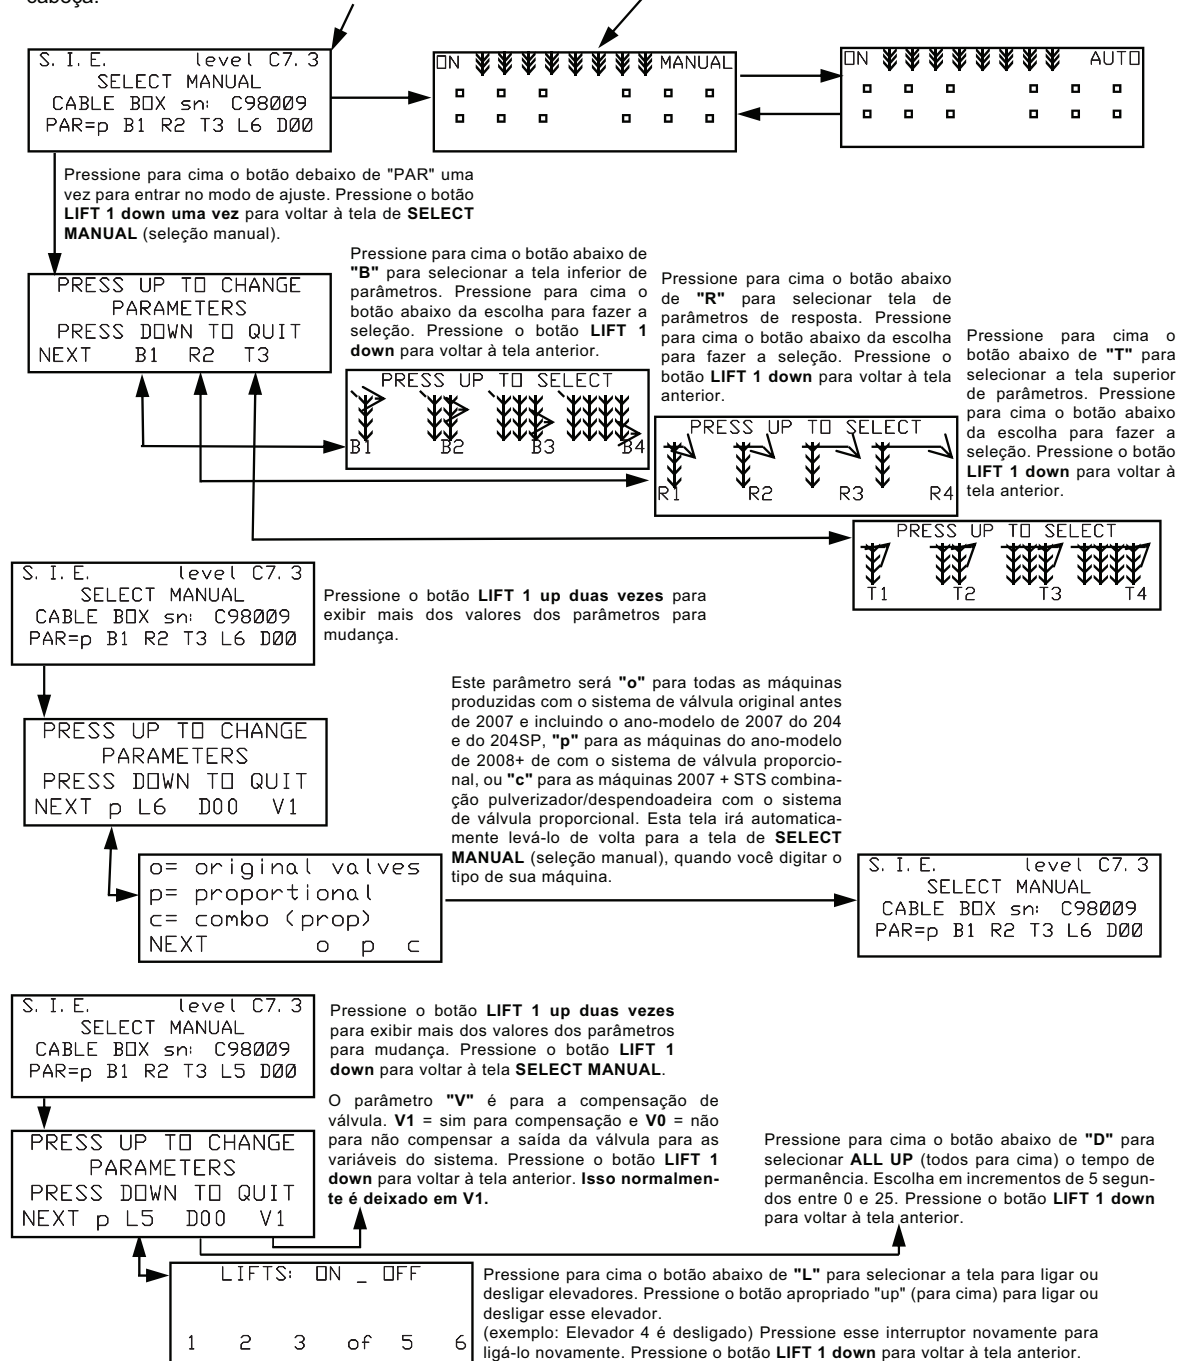 cabeça.
S. I. E. level C7. 3
SELECT MANUAL
CABLE BOX sn: C98009
PAR=p B1 R2 T3 L6 D00
ON MANUAL
ON AUTO
Pressione para cima o botão debaixo de "PAR" uma
vez para entrar no modo de ajuste. Pressione o botão
LIFT 1 down uma vez para voltar à tela de SELECT
MANUAL (seleção manual).
PRESS UP TO CHANGE
PARAMETERS
PRESS DOWN TO QUIT
NEXT B1 R2 T3
Pressione para cima o botão abaixo de
"B" para selecionar a tela inferior de
parâmetros. Pressione para cima o
botão abaixo da escolha para fazer a
seleção. Pressione o botão LIFT 1
down para voltar à tela anterior.
PRESS UP TO SELECT
B1 B2 B3 B4
Pressione para cima o botão abaixo
de "R" para selecionar tela de
parâmetros de resposta. Pressione
para cima o botão abaixo da escolha
para fazer a seleção. Pressione o
botão LIFT 1 down para voltar à tela
anterior.
PRESS UP TO SELECT
R1 R2 R3 R4
Pressione para cima o
botão abaixo de "T" para
selecionar a tela superior
de parâmetros. Pressione
para cima o botão abaixo
da escolha para fazer a
seleção. Pressione o botão
LIFT 1 down para voltar à
tela anterior.
PRESS UP TO SELECT
T1 T2 T3 T4
S. I. E. level C7. 3
SELECT MANUAL
CABLE BOX sn: C98009
PAR=p B1 R2 T3 L6 D00
Pressione o botão LIFT 1 up duas vezes para
exibir mais dos valores dos parâmetros para
mudança.
PRESS UP TO CHANGE
PARAMETERS
PRESS DOWN TO QUIT
NEXT p L6 D00 V1
Este parâmetro será "o" para todas as máquinas
produzidas com o sistema de válvula original antes
de 2007 e incluindo o ano-modelo de 2007 do 204
e do 204SP, "p" para as máquinas do ano-modelo
de 2008+ de com o sistema de válvula proporcio-
nal, ou "c" para as máquinas 2007 + STS combina-
ção pulverizador/despendoadeira com o sistema
de válvula proporcional. Esta tela irá automatica-
mente levá-lo de volta para a tela de SELECT
MANUAL (seleção manual), quando você digitar o
tipo de sua máquina.
o= original valves
p= proportional
c= combo (prop)
NEXT o p c
S. I. E. level C7. 3
SELECT MANUAL
CABLE BOX sn: C98009
PAR=p B1 R2 T3 L6 D00
S. I. E. level C7. 3
SELECT MANUAL
CABLE BOX sn: C98009
PAR=p B1 R2 T3 L5 D00
Pressione o botão LIFT 1 up duas vezes
para exibir mais dos valores dos parâmetros
para mudança. Pressione o botão LIFT 1
down para voltar à tela SELECT MANUAL.
O parâmetro "V" é para a compensação de
válvula. V1 = sim para compensação e V0 = não
para não compensar a saída da válvula para as
variáveis do sistema. Pressione o botão LIFT 1
down para voltar à tela anterior. Isso normalmen-
te é deixado em V1.
PRESS UP TO CHANGE
PARAMETERS
PRESS DOWN TO QUIT
NEXT p L5 D00 V1
Pressione para cima o botão abaixo de "D" para
selecionar ALL UP (todos para cima) o tempo de
permanência. Escolha em incrementos de 5 segun-
dos entre 0 e 25. Pressione o botão LIFT 1 down
para voltar à tela anterior.
LIFTS: ON _ OFF
1 2 3 of 5 6
Pressione para cima o botão abaixo de "L" para selecionar a tela para ligar ou
desligar elevadores. Pressione o botão apropriado "up" (para cima) para ligar ou
desligar esse elevador.
(exemplo: Elevador 4 é desligado) Pressione esse interruptor novamente para
ligá-lo novamente. Pressione o botão LIFT 1 down para voltar à tela anterior.